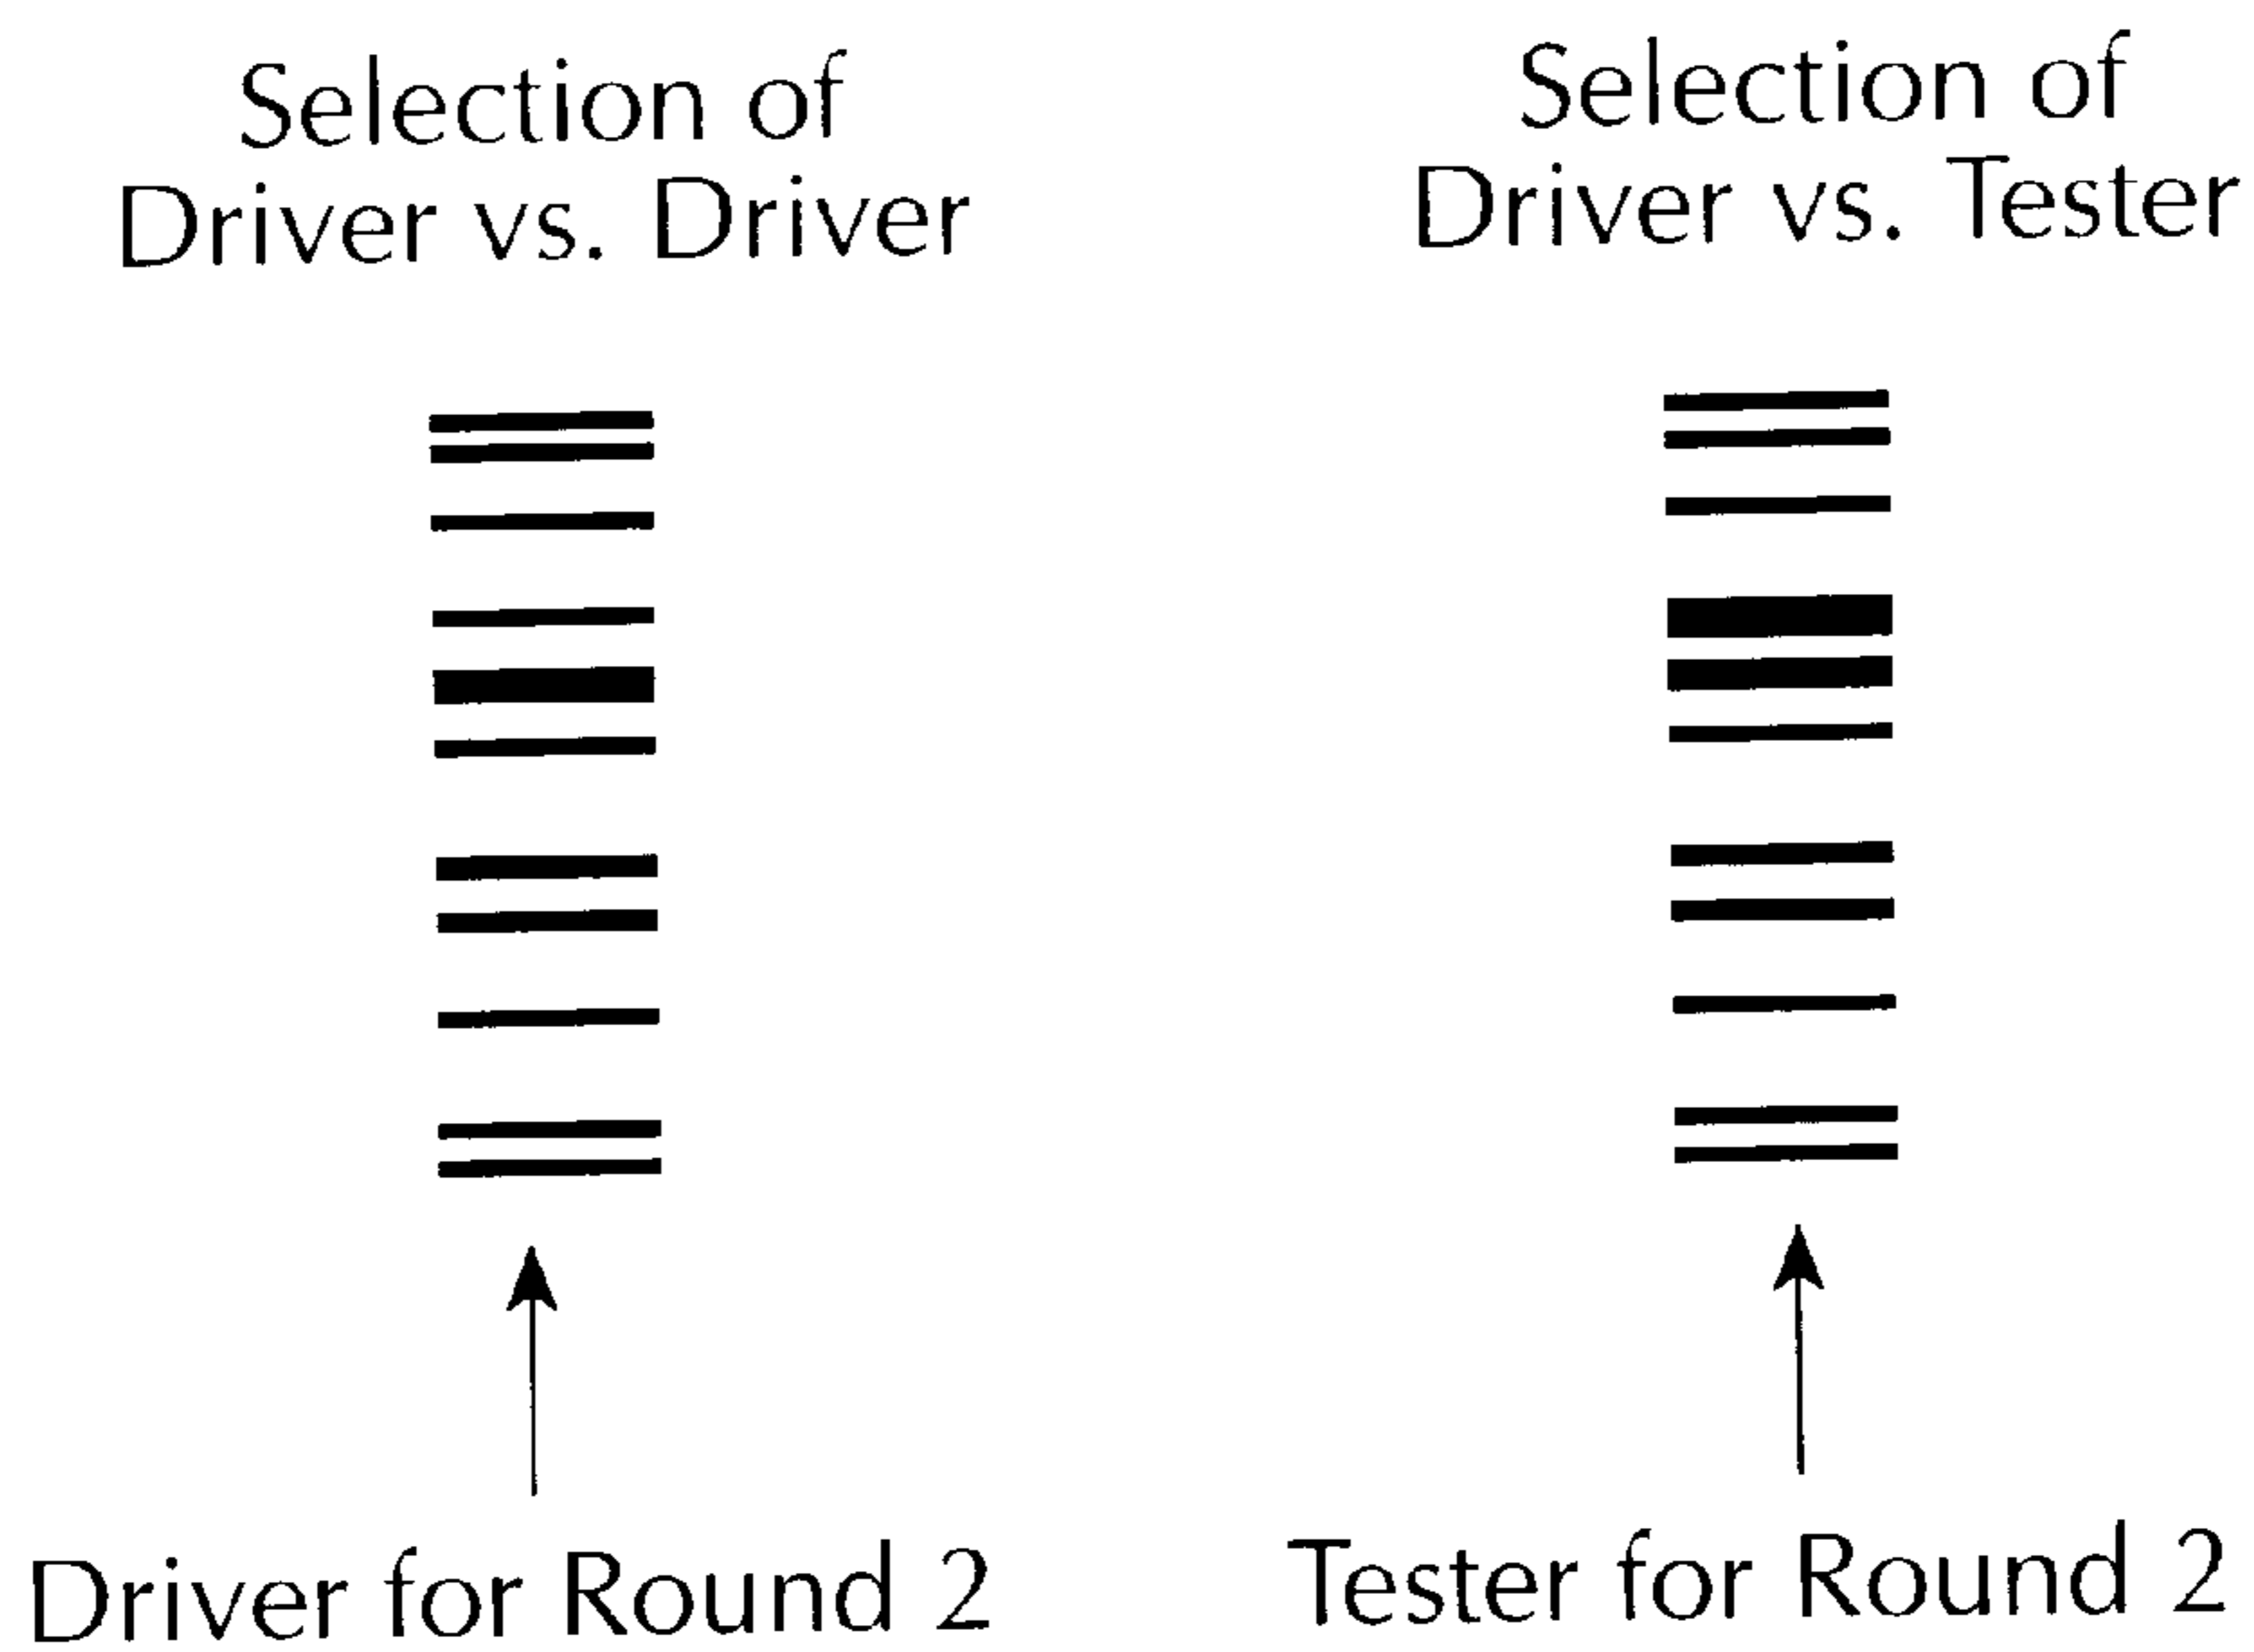 Selection of
Driver vs. Driver
Selection of
Driver vs. Tester
Driver for Round 2
Tester for Round 2